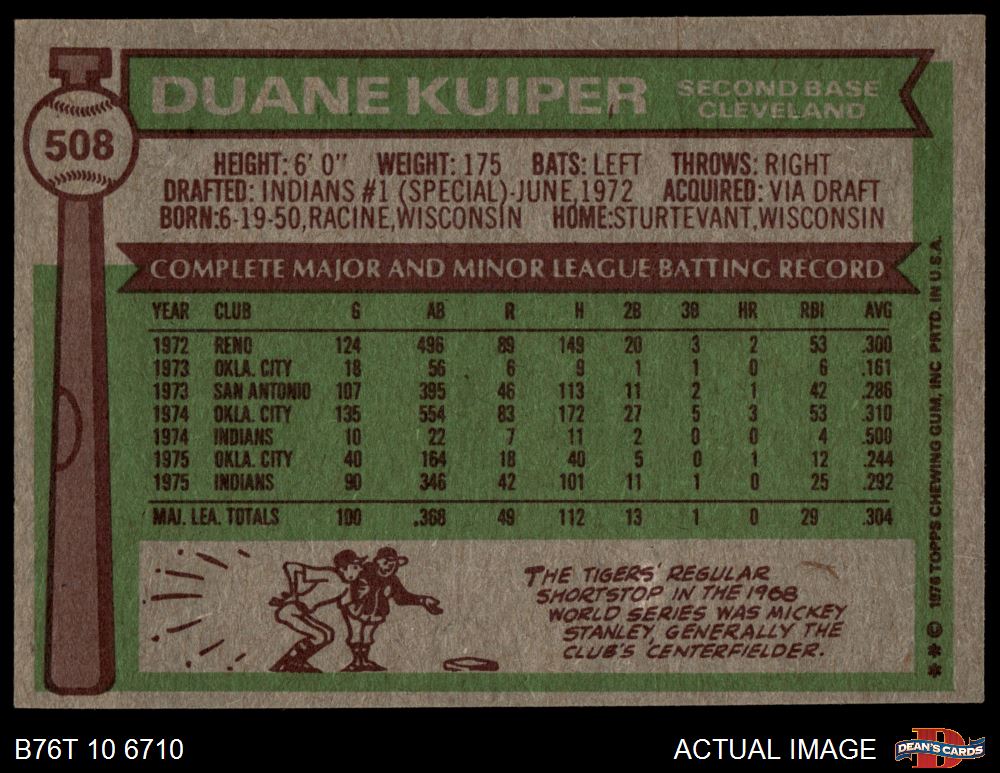 508
DUANE KUIPER
SECOND BASE
CLEVELAND
HEIGHT: 6' 0" WEIGHT: 175 BATS: LEFT THROWS: RIGHT
DRAFTED: INDIANS #1 (SPECIAL)-JUNE, 1972 ACQUIRED: VIA DRAFT
BORN: 6-19-50, RACINE, WISCONSIN HOME: STURTEVANT, WISCONSIN
COMPLETE MAJOR AND MINOR LEAGUE BATTING RECORD
YEAR CLUB G AB R H 2B 3B HR RBI AVG
1972 RENO 124 496 89 149 20 3 2 53 .300
1973 OKLA. CITY 18 56 6 9 1 1 0 6 .161
1973 SAN ANTONIO 107 395 46 113 11 2 1 42 .286
1974 OKLA. CITY 135 554 83 172 27 5 3 53 .310
1974 INDIANS 10 22 7 11 2 0 0 4 .500
1975 OKLA. CITY 40 164 18 40 5 0 1 12 .244
1975 INDIANS 90 346 42 101 11 1 0 25 .292
MAJ. LEA. TOTALS 100 .368 49 112 13 1 0 29 .304
THE TIGERS' REGULAR
SHORTSTOP IN THE 1968
WORLD SERIES WAS MICKEY
STANLEY, GENERALLY THE
CLUB'S CENTERFIELDER.
*** © 1976 TOPPS CHEWING GUM, INC PRTD. IN U.S.A.
B76T 10 6710
ACTUAL IMAGE
D
DEAN'S CARDS